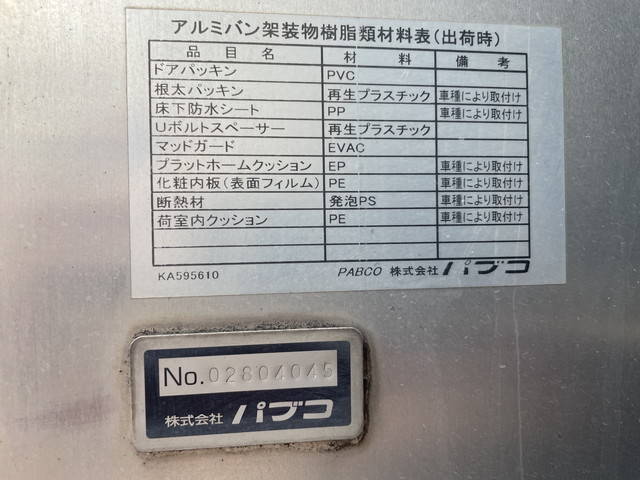 アルミバン架装物樹脂類材料表(出荷時)
品目名 材料 備考
ドアパッキン PVC
根太パッキン 再生プラスチック 車種により取付け
床下防水シート PP 車種により取付け
Uボルトスペーサー 再生プラスチック
マッドガード EVAC
プラットホームクッション EP 車種により取付け
化粧内板(表面フィルム) PE 車種により取付け
断熱材 発泡PS 車種により取付け
荷室内クッション PE 車種により取付け
KA595610 PABCO 株式会社 パブコ
No. 02804045
株式会社 パブコ